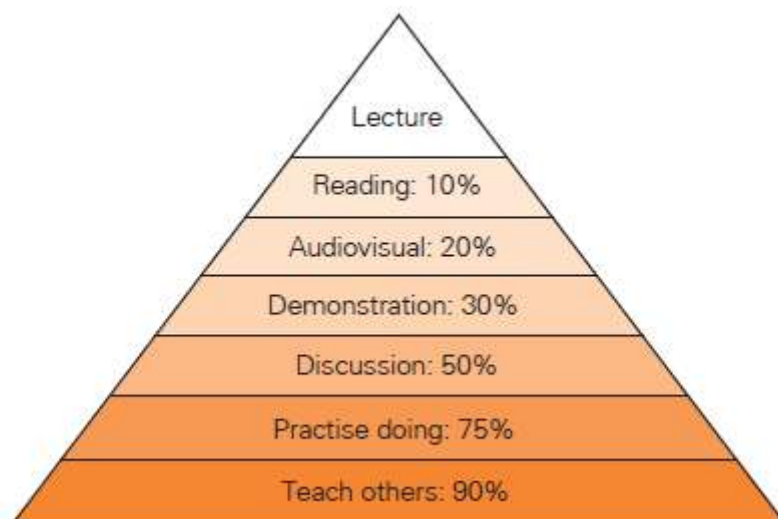 Lecture
Reading: 10%
Audiovisual: 20%
Demonstration: 30%
Discussion: 50%
Practise doing: 75%
Teach others: 90%